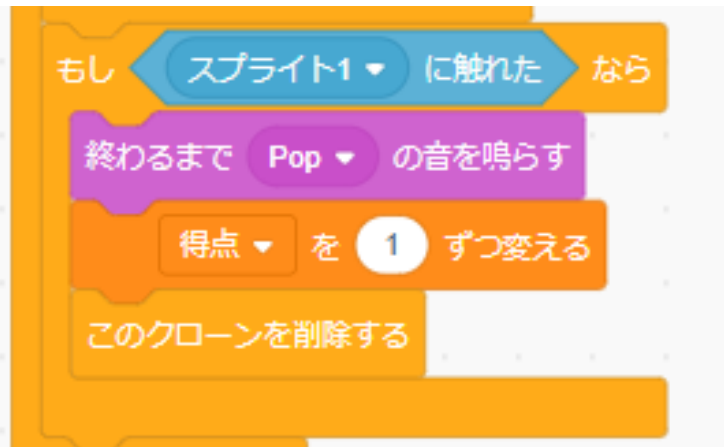 もし スプライト1 に触れた なら
終わるまで Pop の音を鳴らす
得点 を 1 ずつ変える
このクローンを削除する